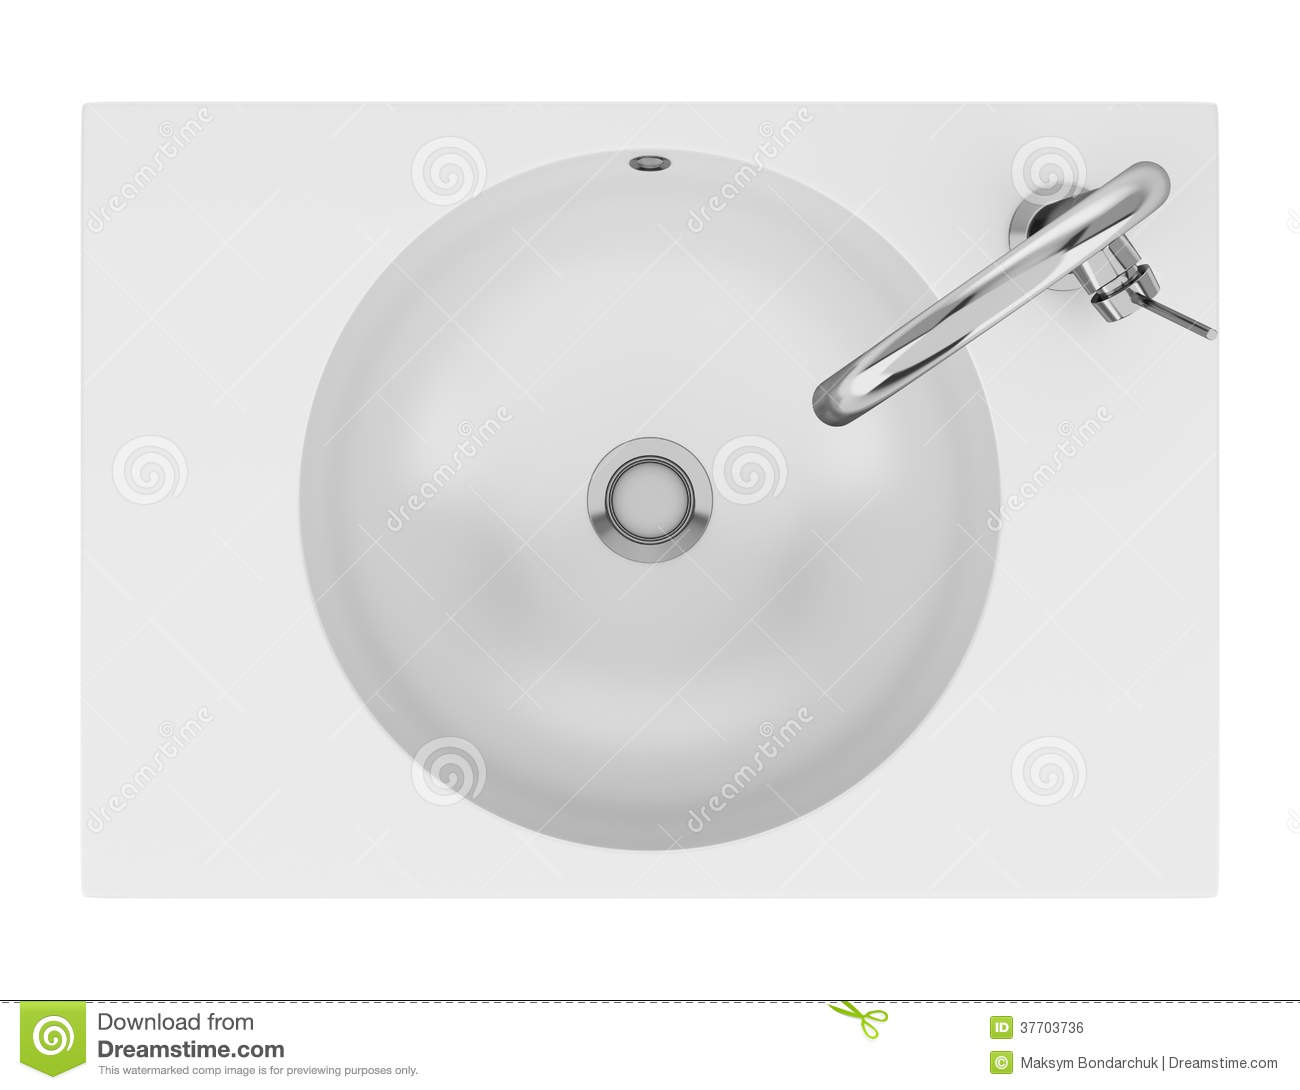 dreamstime
dreamstime
dreamstime
dreamstime
dreamstime
dreamstime
Download from
Dreamstime.com
This watermarked comp image is for previewing purposes only.
ID 37703736
© Maksym Bondarchuk | Dreamstime.com